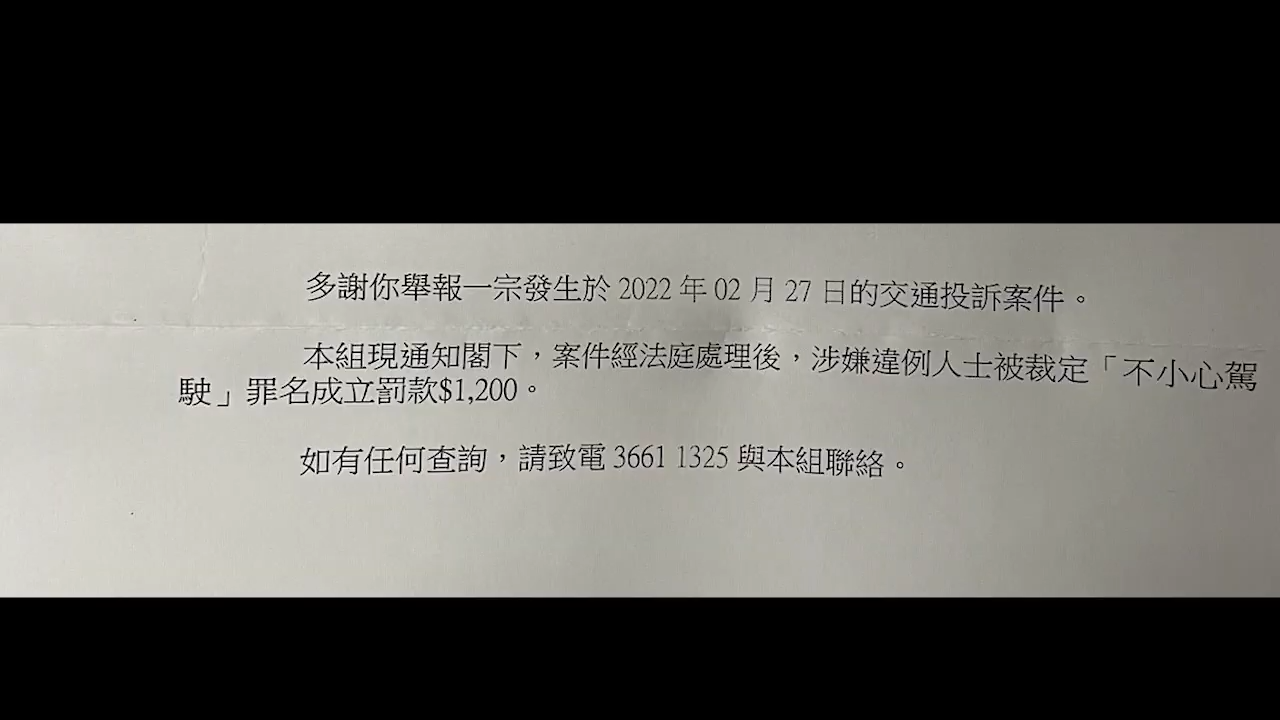 多謝你舉報一宗發生於 2022 年 02 月 27 日的交通投訴案件。
本組現通知閣下，案件經法庭處理後，涉嫌違例人士被裁定「不小心駕
駛」罪名成立罰款$1,200。
如有任何查詢，請致電 3661 1325 與本組聯絡。